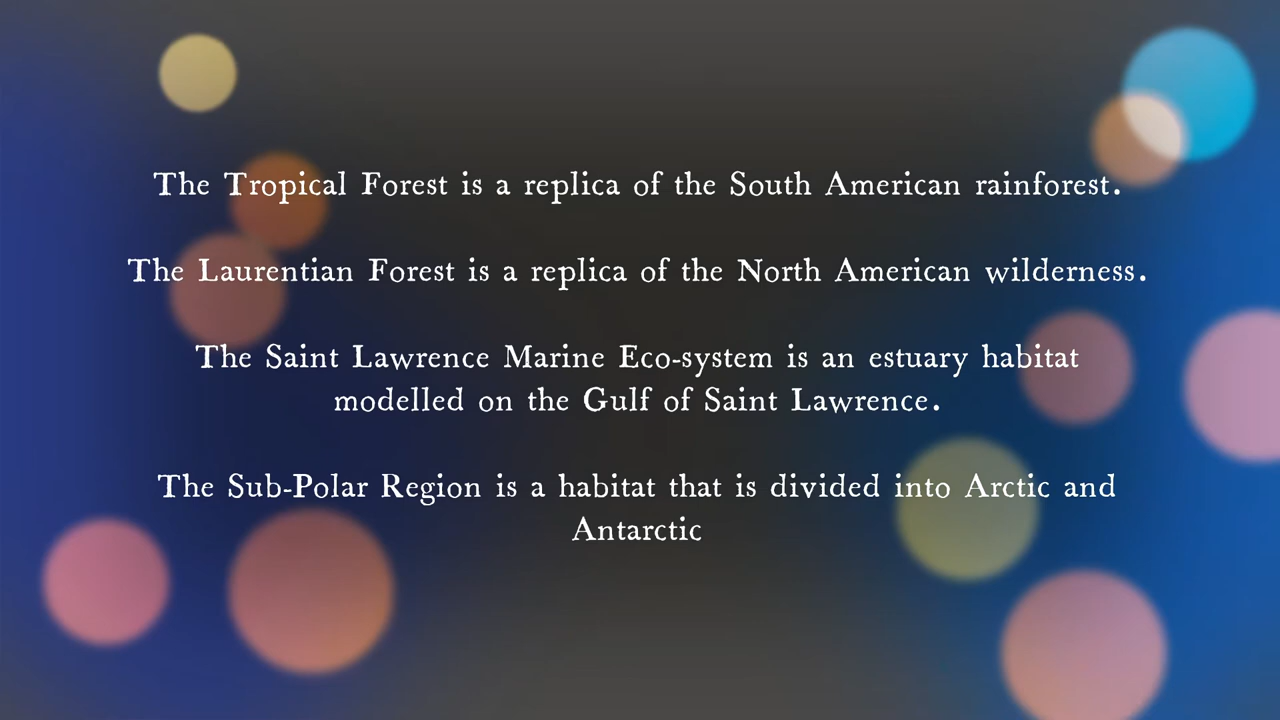 The Tropical Forest is a replica of the South American rainforest.
The Laurentian Forest is a replica of the North American wilderness.
The Saint Lawrence Marine Eco-system is an estuary habitat
modelled on the Gulf of Saint Lawrence.
The Sub-Polar Region is a habitat that is divided into Arctic and
Antarctic